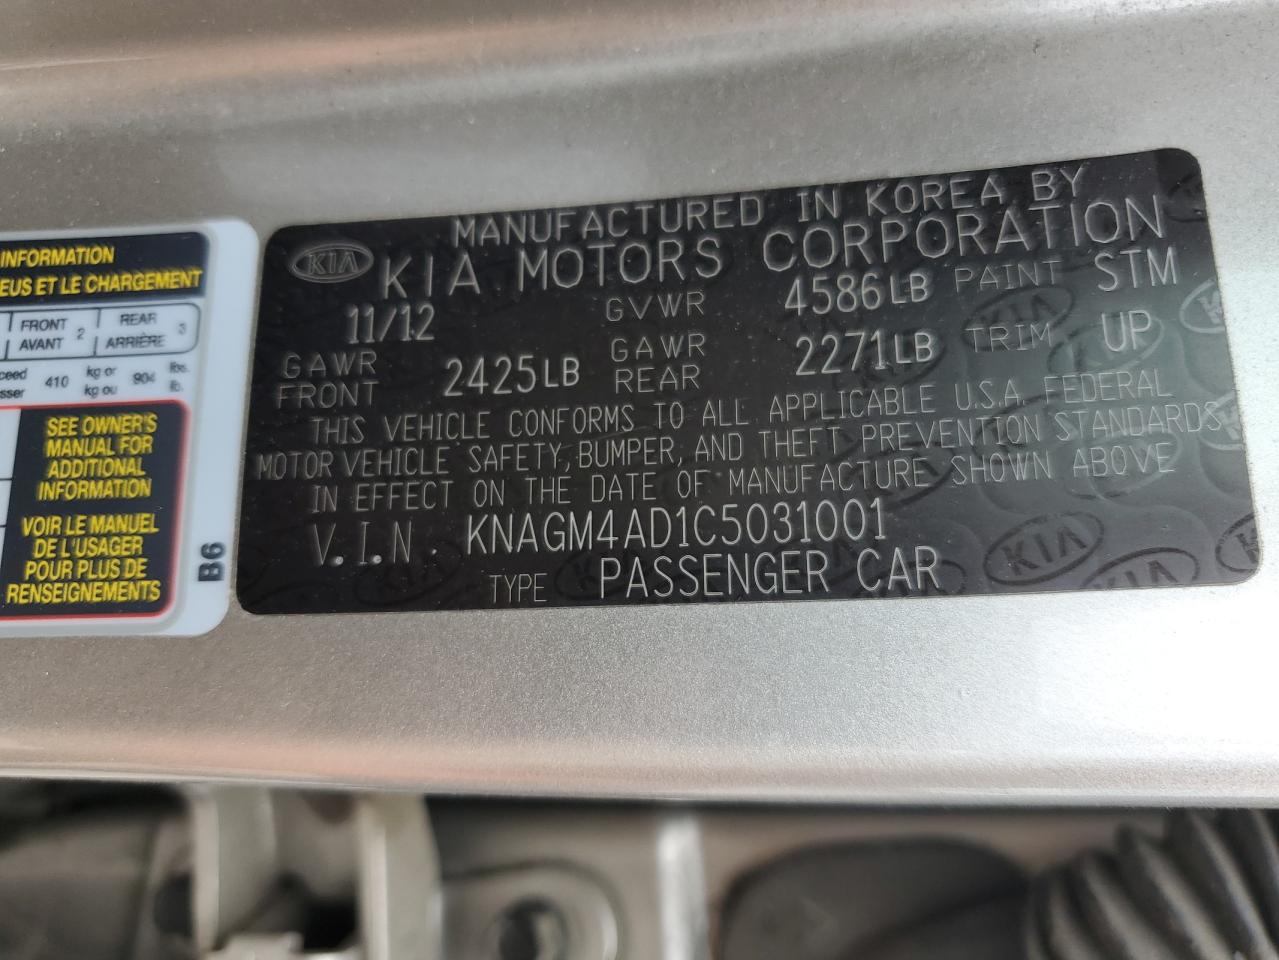 INFORMATION
EUS ET LE CHARGEMENT
FRONT 2 REAR 3
AVANT ARRIÈRE
410 kg or 904 lbs.
kg ou lb.
SEE OWNER'S
MANUAL FOR
ADDITIONAL
INFORMATION
VOIR LE MANUEL
DE L'USAGER
POUR PLUS DE
RENSEIGNEMENTS
B6
MANUFACTURED IN KOREA BY
KIA KIA MOTORS CORPORATION
11/12 GVWR 4586LB PAINT STM
GAWR FRONT 2425LB GAWR REAR 2271LB TRIM UP
THIS VEHICLE CONFORMS TO ALL APPLICABLE U.S.A. FEDERAL
MOTOR VEHICLE SAFETY, BUMPER, AND THEFT PREVENTION STANDARDS
IN EFFECT ON THE DATE OF MANUFACTURE SHOWN ABOVE
V.I.N. KNAGM4AD1C5031001
TYPE PASSENGER CAR
KIA